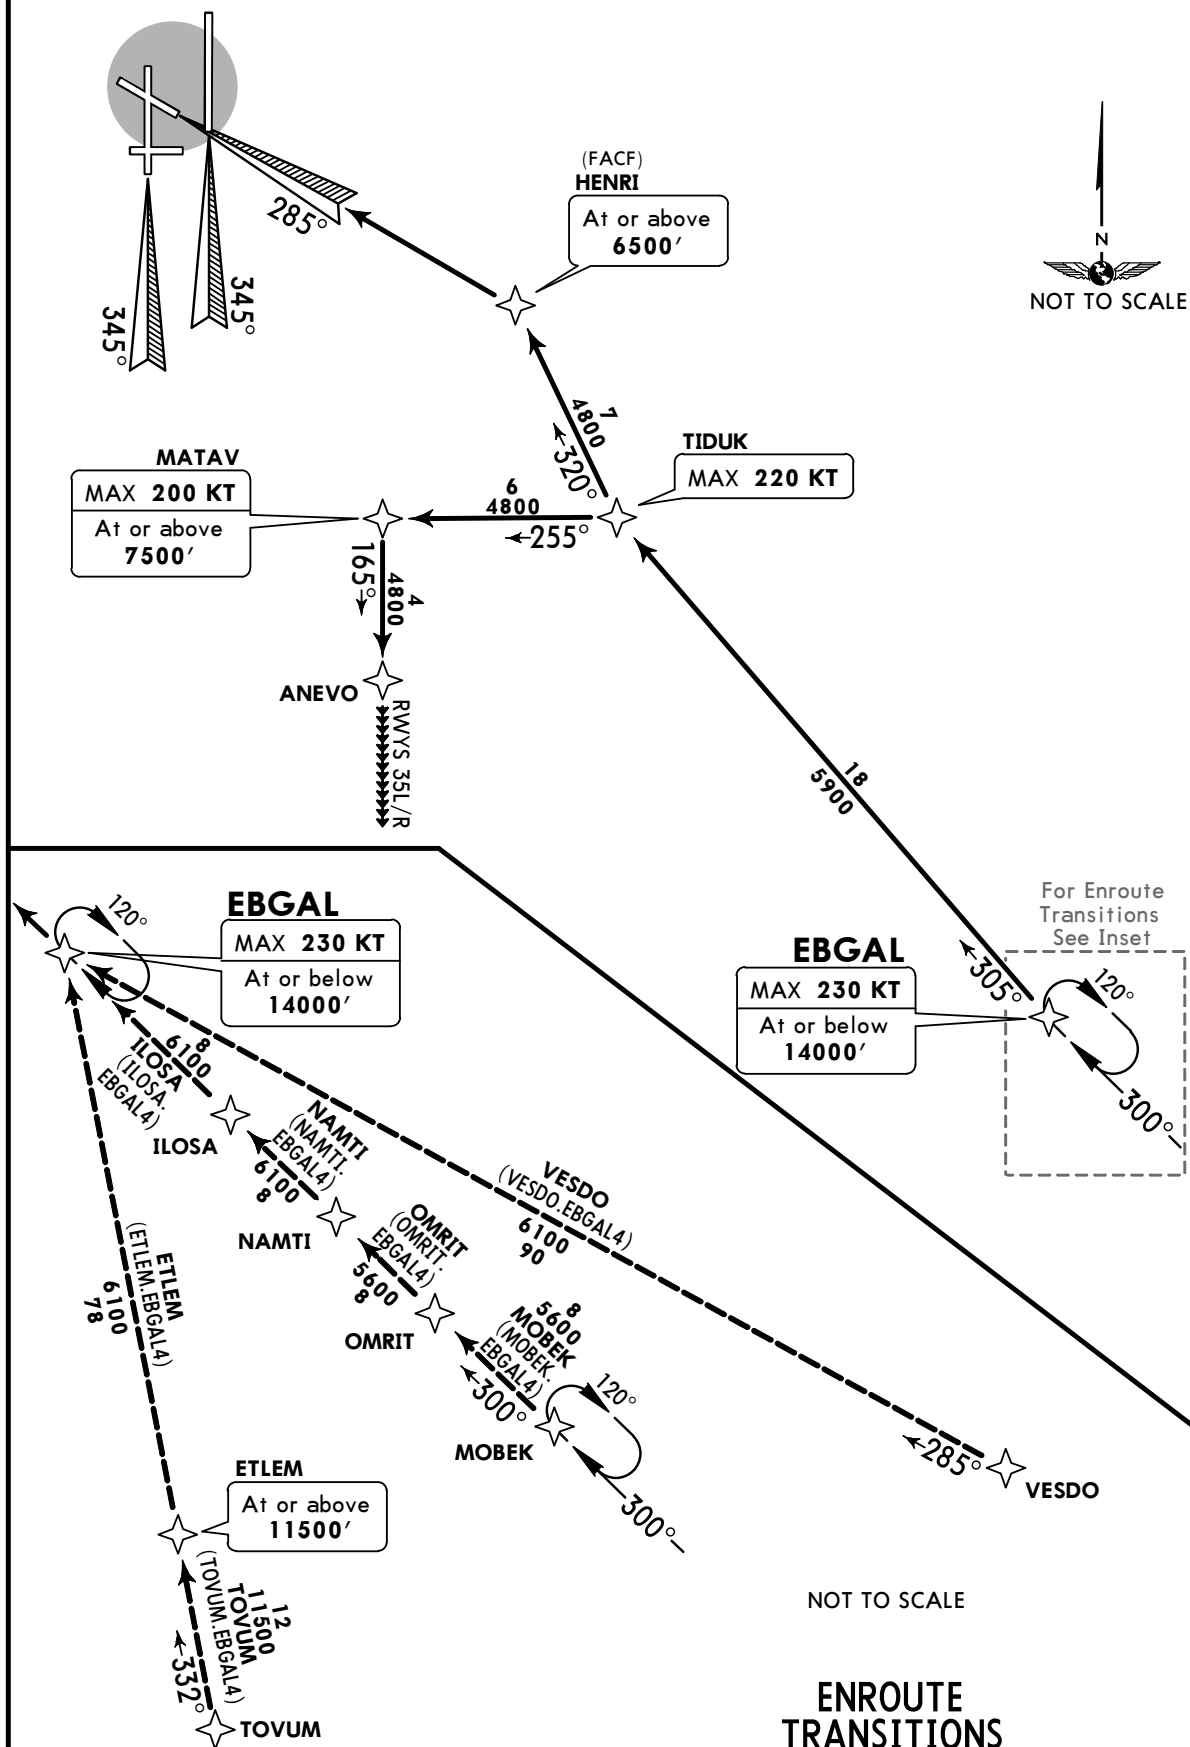 (FACF)
HENRI
At or above
6500′
285°
345°
345°
N
NOT TO SCALE
7
4800
320°
TIDUK
MAX 220 KT
MATAV
MAX 200 KT
At or above
7500′
6
4800
255°
165°
4
4800
ANEVO
RWYS 35L/R
18
5900
For Enroute
Transitions
See Inset
EBGAL
MAX 230 KT
At or below
14000′
305°
120°
300°
120°
EBGAL
MAX 230 KT
At or below
14000′
8
6100
ILOSA
(ILOSA.
EBGAL4)
ILOSA
NAMTI
(NAMTI.
EBGAL4)
6100
8
NAMTI
OMRIT
(OMRIT.
EBGAL4)
5600
8
OMRIT
8
5600
MOBEK
(MOBEK.
EBGAL4)
300°
120°
MOBEK
300°
VESDO
(VESDO.EBGAL4)
6100
90
285°
VESDO
ETLEM
(ETLEM.EBGAL4)
6100
78
ETLEM
At or above
11500′
12
11500
TOVUM
(TOVUM.EBGAL4)
332°
TOVUM
NOT TO SCALE
ENROUTE
TRANSITIONS